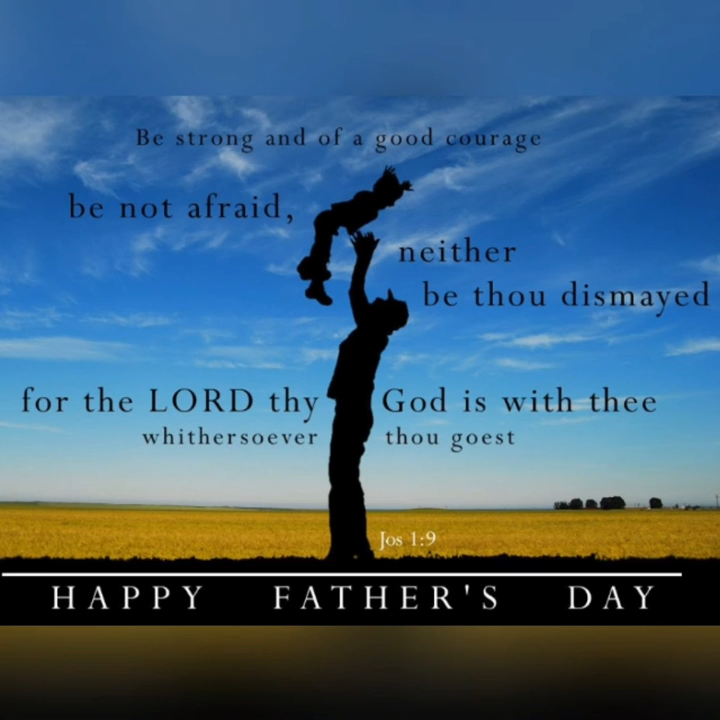 Be strong and of a good courage
be not afraid,
neither
be thou dismayed
for the LORD thy God is with thee
whithersoever thou goest
Jos 1:9
HAPPY FATHER'S DAY